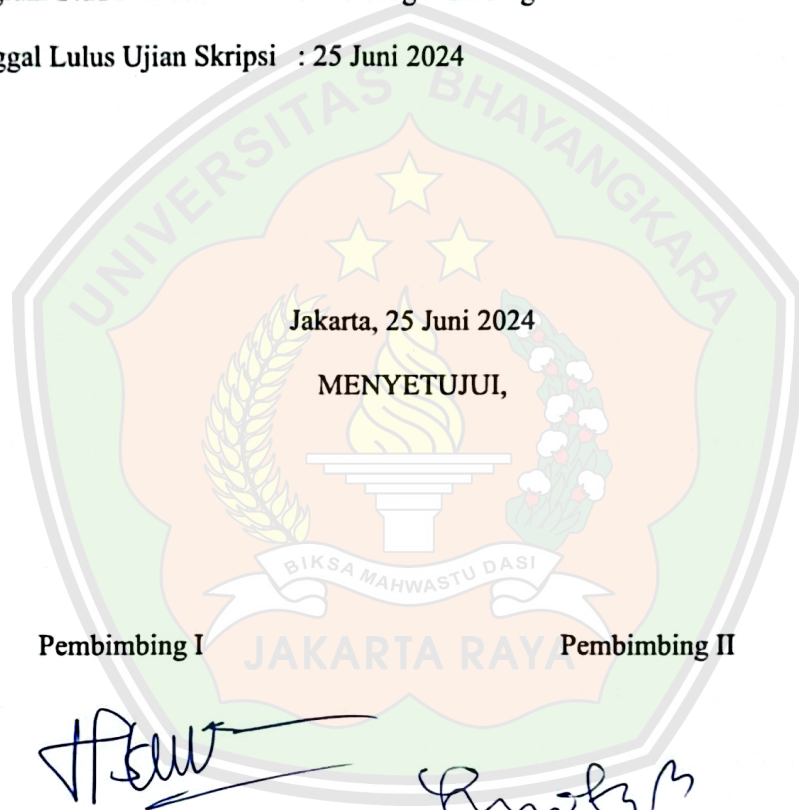 ggal Lulus Ujian Skripsi : 25 Juni 2024
UNIVERSITAS BHAYANGKARA
Jakarta, 25 Juni 2024
MENYETUJUI,
BIKSA MAHWASTU DASI
Pembimbing I
JAKARTA RAYA
Pembimbing II